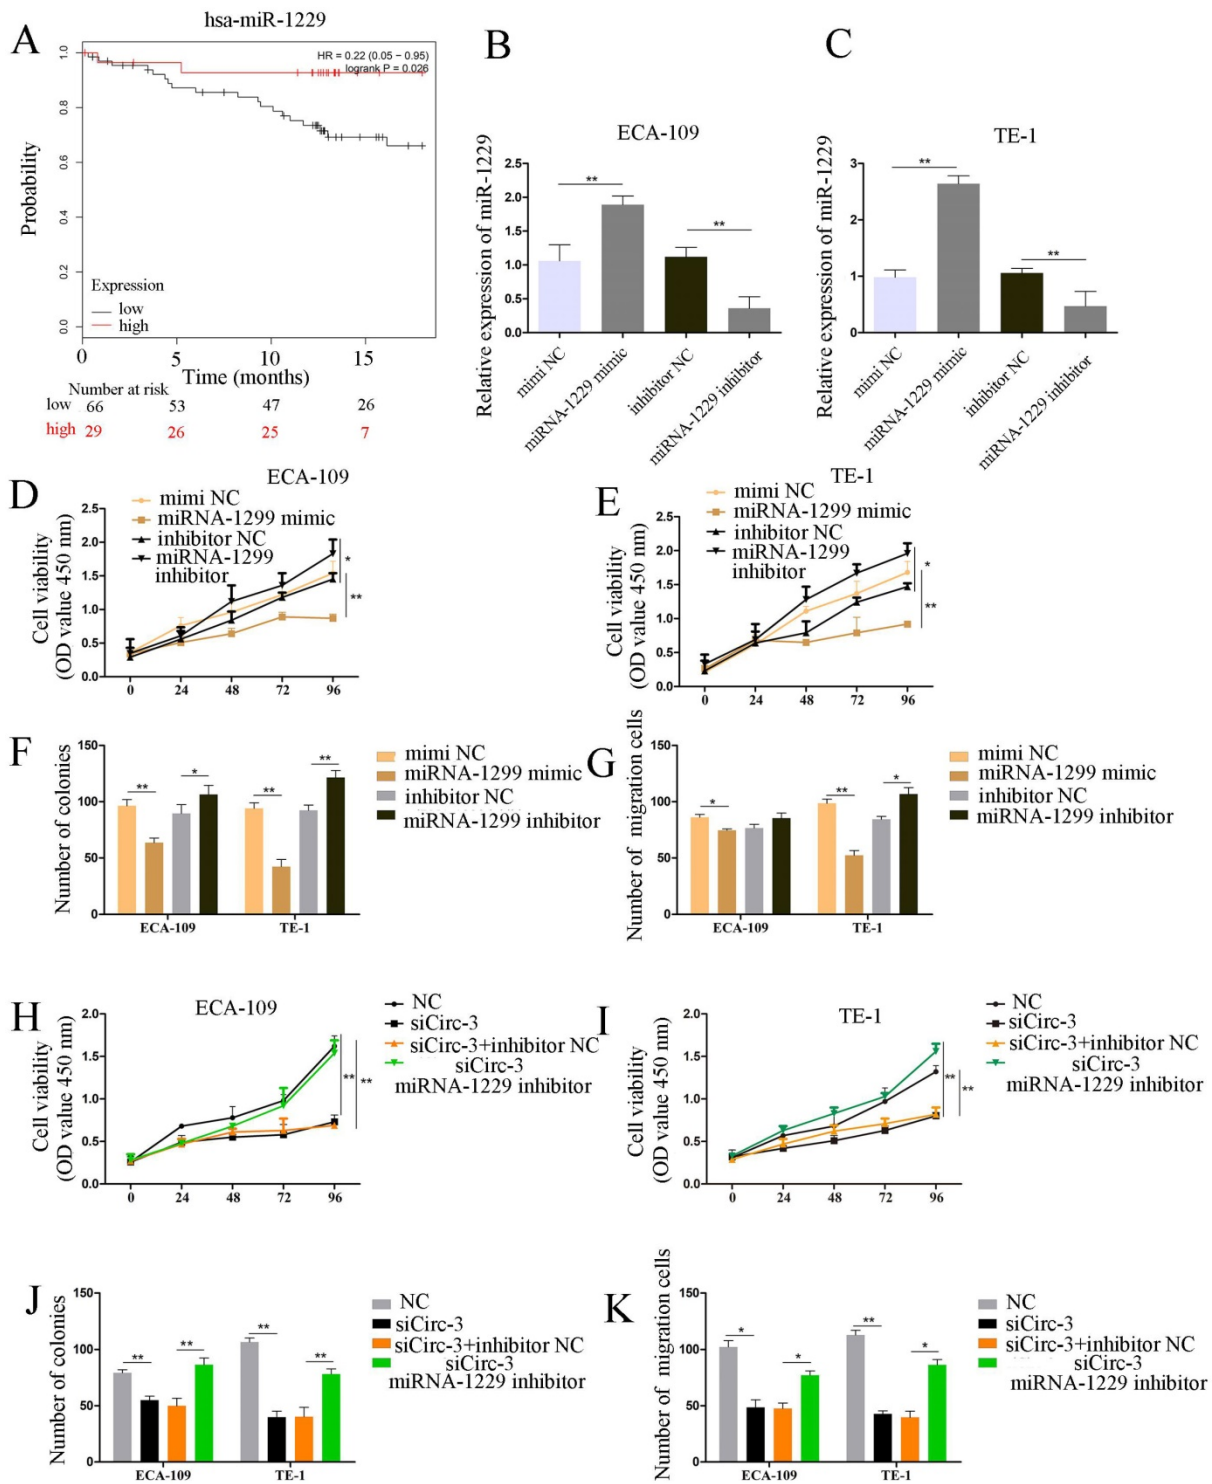 A
hsa-miR-1229
HR = 0.22 (0.05 − 0.95)
logrank P = 0.026
Probability
1.0
0.8
0.6
0.4
0.2
0.0
Expression
low
high
0 5 10 15
Time (months)
Number at risk
low 66 53 47 26
high 29 26 25 7
B
ECA-109
Relative expression of miR-1229
2.5
2.0
1.5
1.0
0.5
0.0
**
**
mimi NC
miRNA-1229 mimic
inhibitor NC
miRNA-1229 inhibitor
C
TE-1
Relative expression of miR-1229
3
2
1
0
**
**
mimi NC
miRNA-1229 mimic
inhibitor NC
miRNA-1229 inhibitor
D
ECA-109
mimi NC
miRNA-1299 mimic
inhibitor NC
miRNA-1299
inhibitor
Cell viability
(OD value 450 nm)
2.5
2.0
1.5
1.0
0.5
0.0
*
**
0 24 48 72 96
E
TE-1
mimi NC
miRNA-1299 mimic
inhibitor NC
miRNA-1299
inhibitor
Cell viability
(OD value 450 nm)
2.5
2.0
1.5
1.0
0.5
0.0
*
**
0 24 48 72 96
F
Number of colonies
150
100
50
0
** * ** **
ECA-109 TE-1
mimi NC
miRNA-1299 mimic
inhibitor NC
miRNA-1299 inhibitor
G
Number of migration cells
150
100
50
0
* ** *
ECA-109 TE-1
mimi NC
miRNA-1299 mimic
inhibitor NC
miRNA-1299 inhibitor
H
ECA-109
Cell viability
(OD value 450 nm)
2.0
1.5
1.0
0.5
0.0
** **
0 24 48 72 96
NC
siCirc-3
siCirc-3+inhibitor NC
siCirc-3
miRNA-1229 inhibitor
I
TE-1
Cell viability
(OD value 450 nm)
2.0
1.5
1.0
0.5
0.0
** **
0 24 48 72 96
NC
siCirc-3
siCirc-3+inhibitor NC
siCirc-3
miRNA-1229 inhibitor
J
Number of colonies
150
100
50
0
** ** ** **
ECA-109 TE-1
NC
siCirc-3
siCirc-3+inhibitor NC
siCirc-3
miRNA-1229 inhibitor
K
Number of migration cells
150
100
50
0
* * ** *
ECA-109 TE-1
NC
siCirc-3
siCirc-3+inhibitor NC
siCirc-3
miRNA-1229 inhibitor